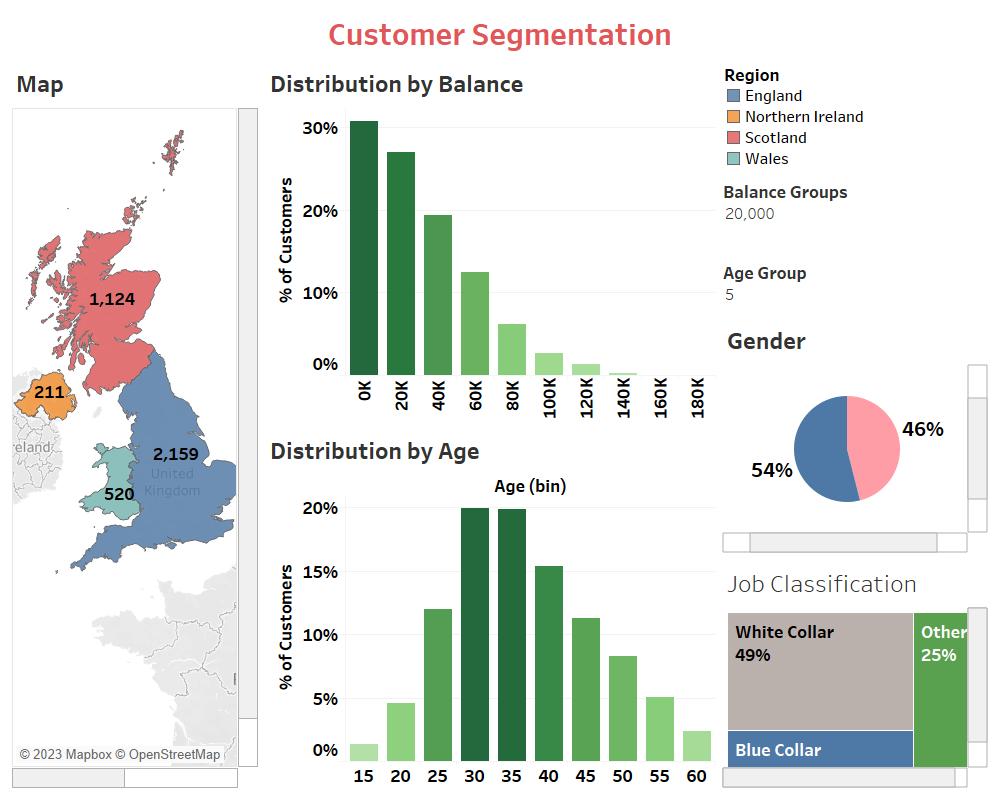 Customer Segmentation
Map
1,124
211
reland
2,159
United
Kingdom
520
© 2023 Mapbox © OpenStreetMap
Distribution by Balance
% of Customers
30%
20%
10%
0%
0K 20K 40K 60K 80K 100K 120K 140K 160K 180K
Distribution by Age
Age (bin)
% of Customers
20%
15%
10%
5%
0%
15 20 25 30 35 40 45 50 55 60
Region
England
Northern Ireland
Scotland
Wales
Balance Groups
20,000
Age Group
5
Gender
46%
54%
Job Classification
White Collar
49%
Other
25%
Blue Collar